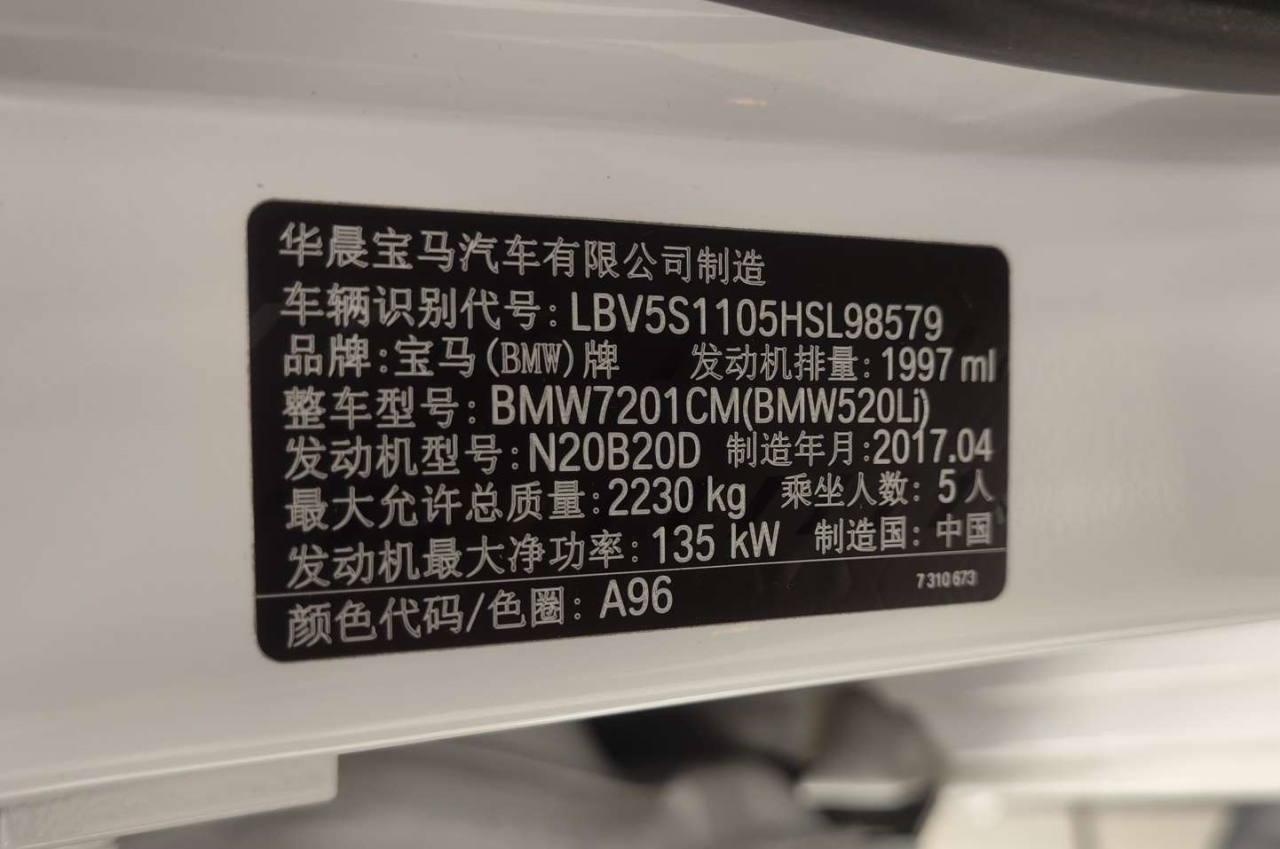 华晨宝马汽车有限公司制造
车辆识别代号：LBV5S1105HSL98579
品牌：宝马(BMW)牌 发动机排量：1997 ml
整车型号：BMW7201CM(BMW520Li)
发动机型号：N20B20D 制造年月：2017.04
最大允许总质量：2230 kg 乘坐人数：5人
发动机最大净功率：135 kW 制造国：中国
颜色代码/色圈：A96 7 310 673